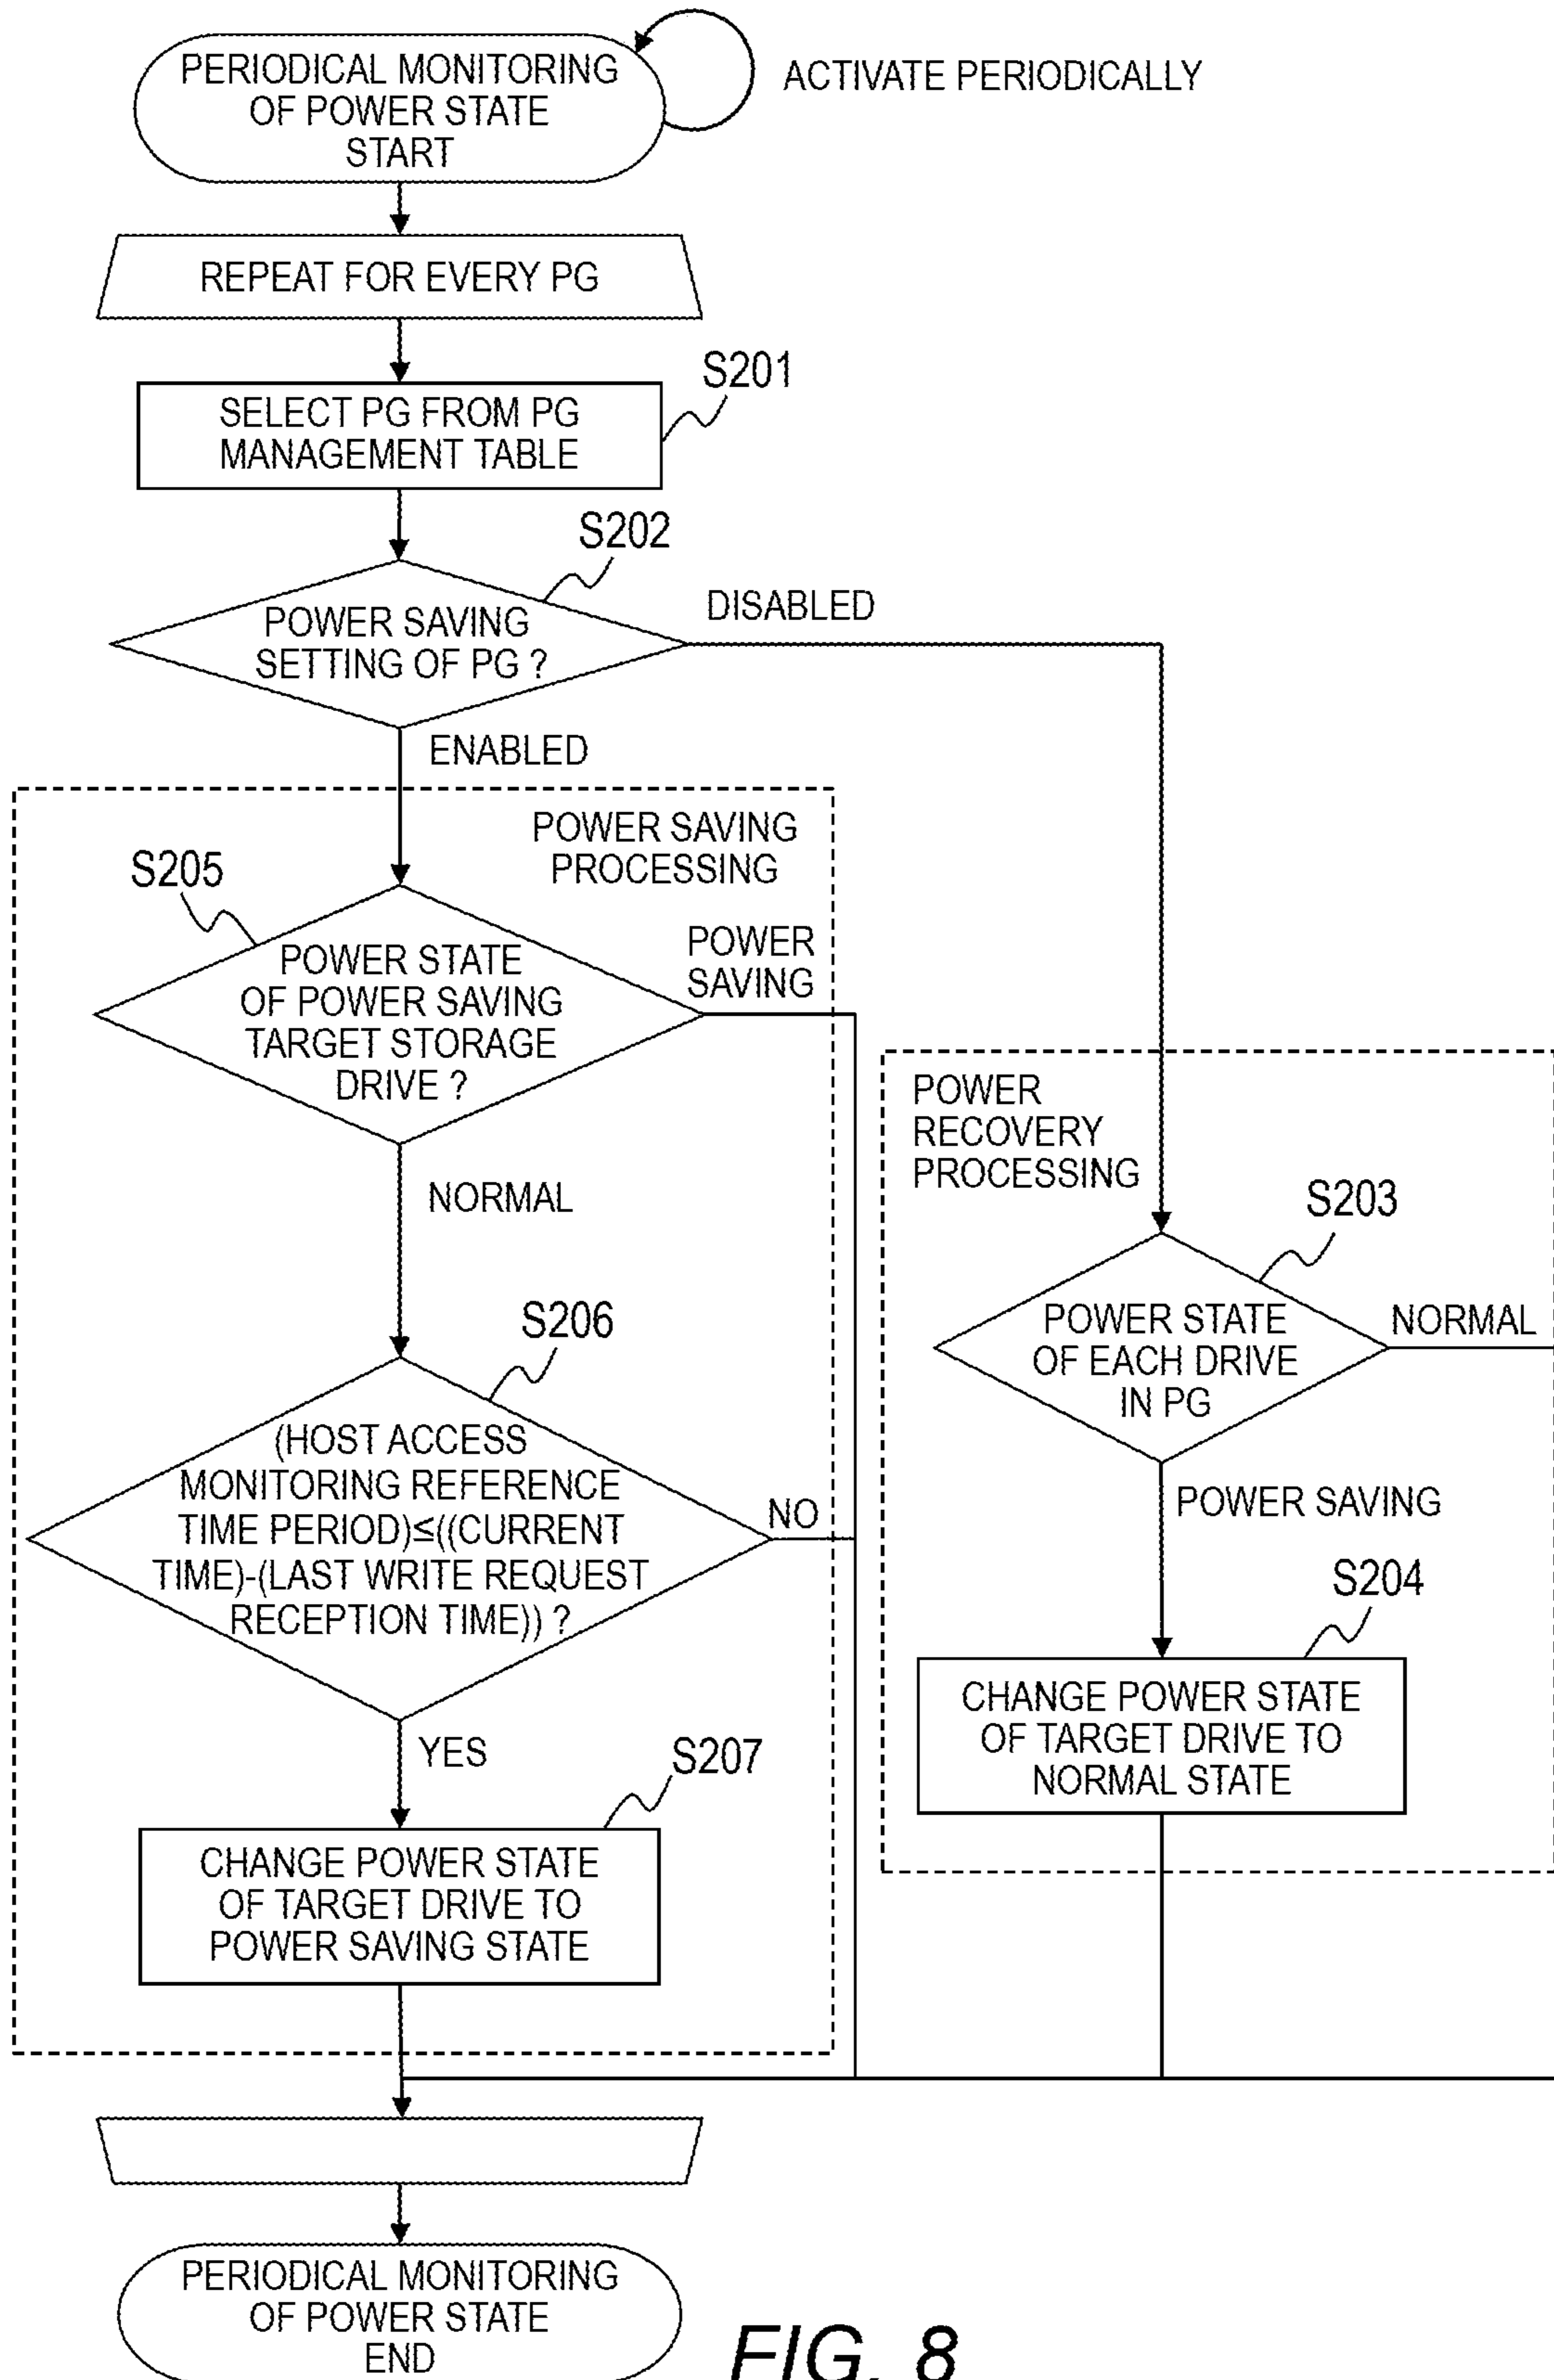 PERIODICAL MONITORING
OF POWER STATE
START
ACTIVATE PERIODICALLY
REPEAT FOR EVERY PG
S201
SELECT PG FROM PG
MANAGEMENT TABLE
S202
POWER SAVING
SETTING OF PG ?
DISABLED
ENABLED
POWER SAVING
PROCESSING
S205
POWER STATE
OF POWER SAVING
TARGET STORAGE
DRIVE ?
POWER
SAVING
NORMAL
POWER
RECOVERY
PROCESSING
S203
POWER STATE
OF EACH DRIVE
IN PG
NORMAL
POWER SAVING
S206
(HOST ACCESS
MONITORING REFERENCE
TIME PERIOD)≤((CURRENT
TIME)-(LAST WRITE REQUEST
RECEPTION TIME)) ?
NO
YES
S204
CHANGE POWER STATE
OF TARGET DRIVE TO
NORMAL STATE
S207
CHANGE POWER STATE
OF TARGET DRIVE TO
POWER SAVING STATE
PERIODICAL MONITORING
OF POWER STATE
END
FIG. 8